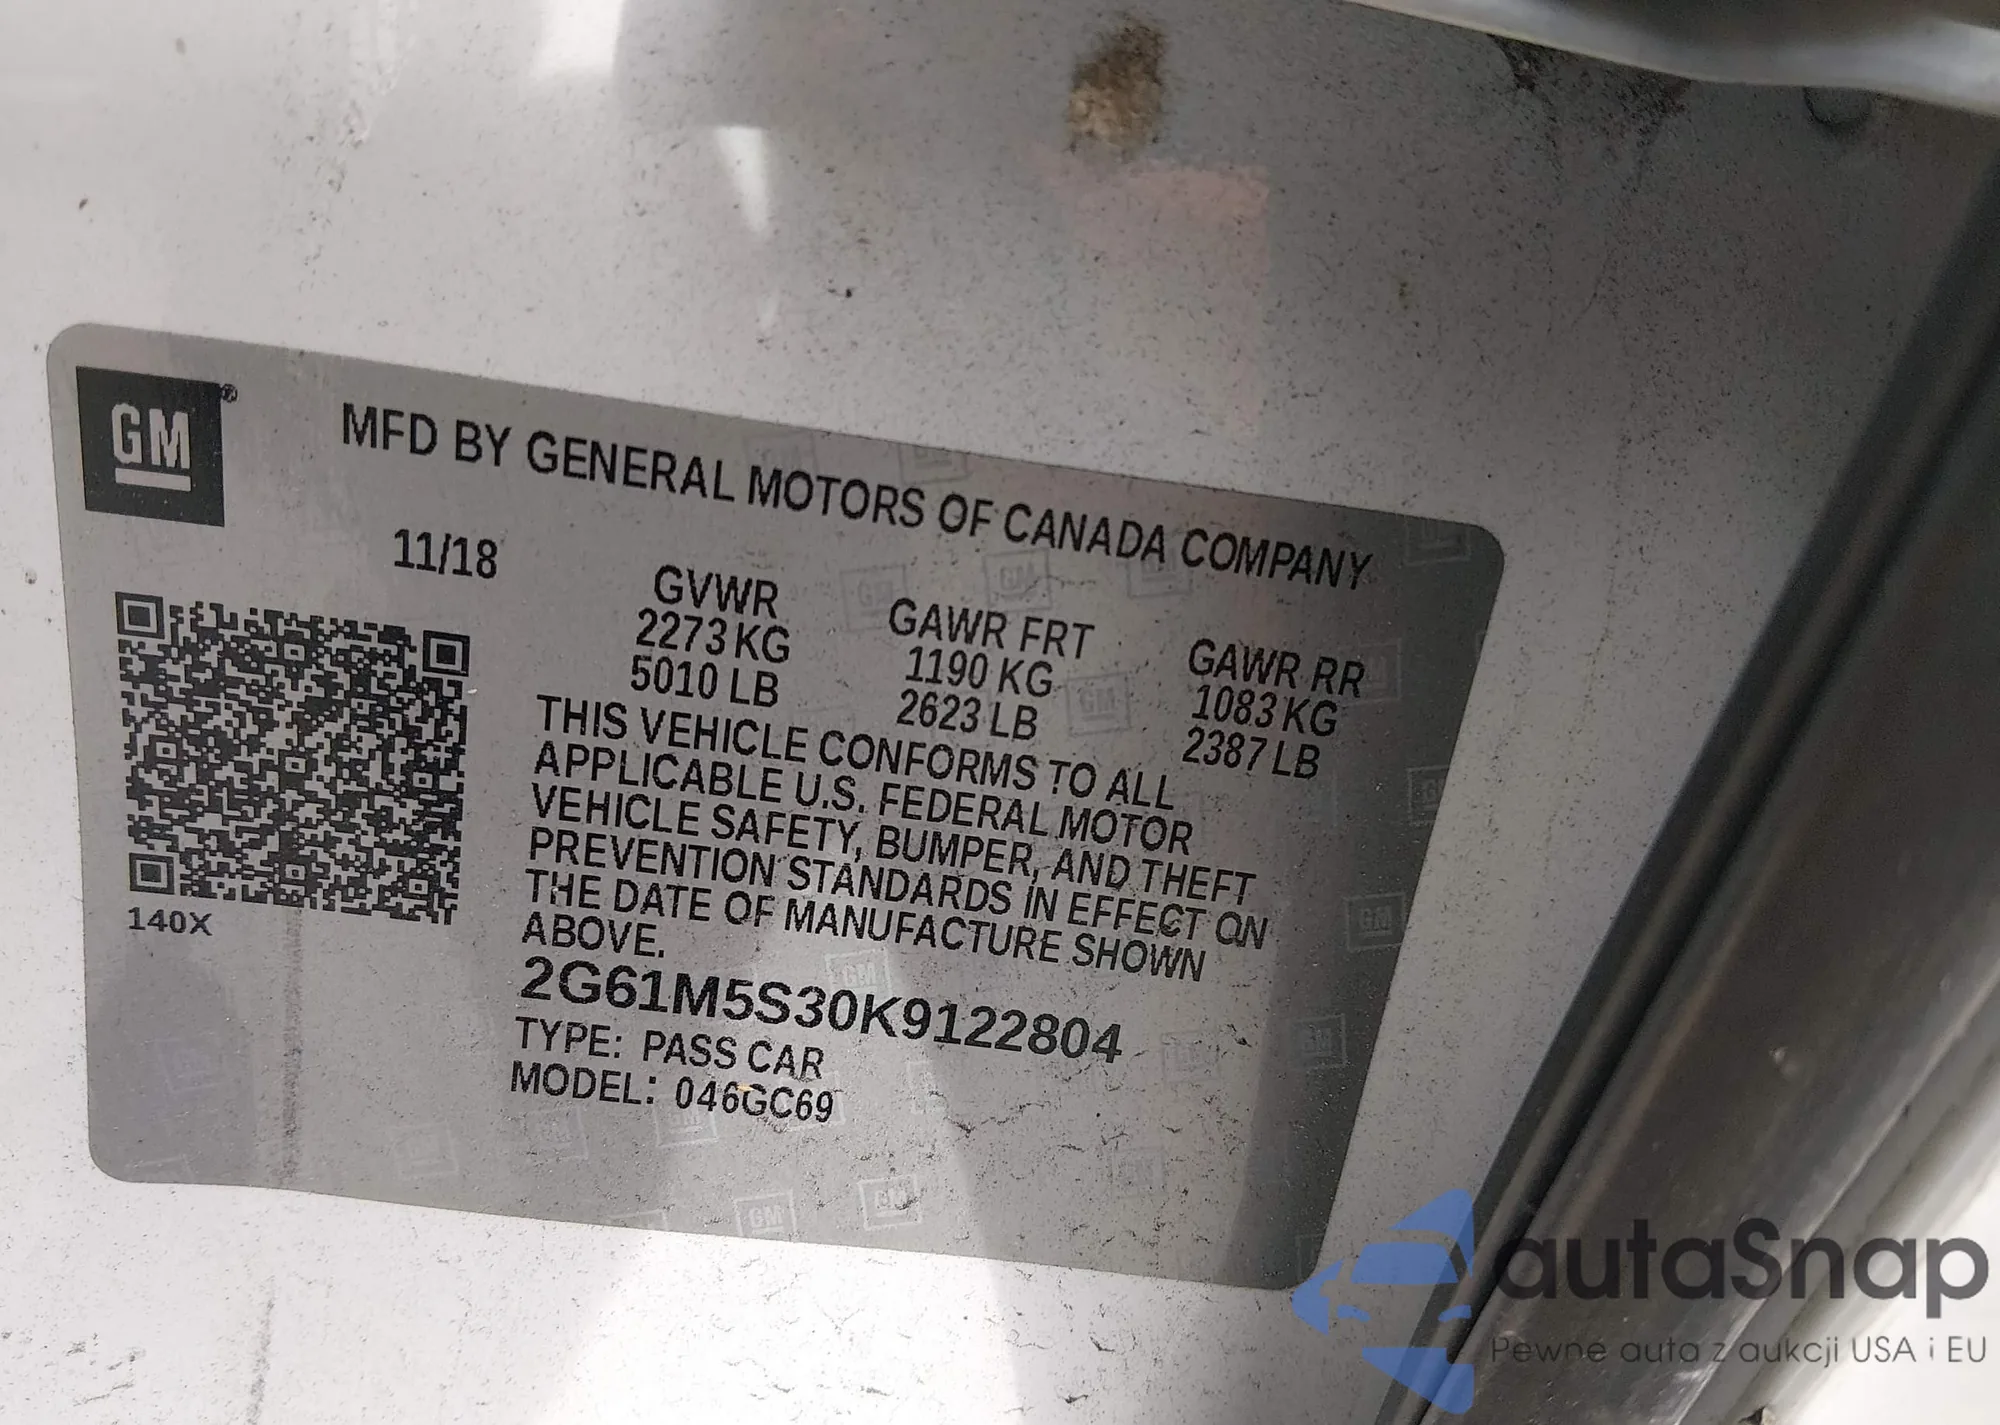 GM®
MFD BY GENERAL MOTORS OF CANADA COMPANY
11/18
GVWR
2273 KG
5010 LB
GAWR FRT
1190 KG
2623 LB
GAWR RR
1083 KG
2387 LB
THIS VEHICLE CONFORMS TO ALL
APPLICABLE U.S. FEDERAL MOTOR
VEHICLE SAFETY, BUMPER, AND THEFT
PREVENTION STANDARDS IN EFFECT ON
THE DATE OF MANUFACTURE SHOWN
ABOVE.
140X
2G61M5S30K9122804
TYPE: PASS CAR
MODEL: 046GC69
autaSnap
Pewne auta z aukcji USA i EU